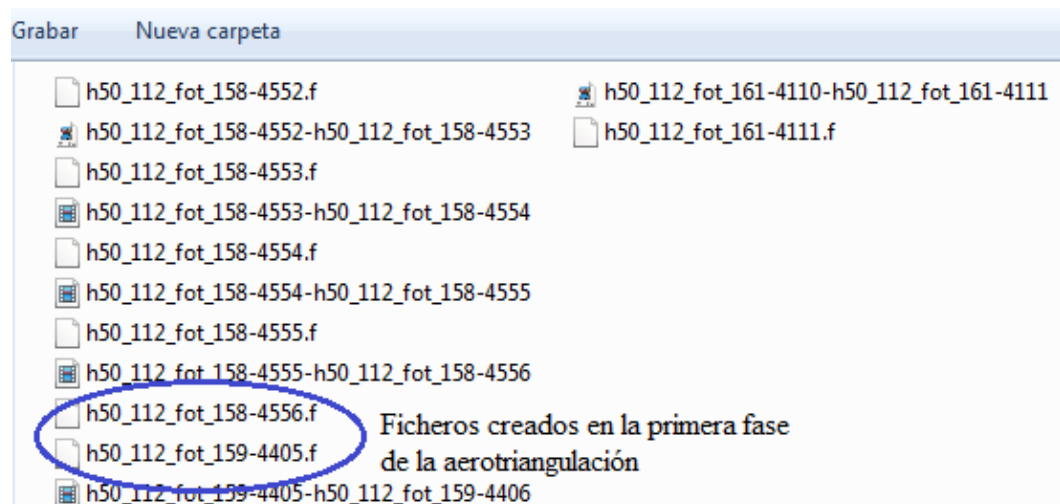 Grabar Nueva carpeta
h50_112_fot_158-4552.f
h50_112_fot_158-4552-h50_112_fot_158-4553
h50_112_fot_158-4553.f
h50_112_fot_158-4553-h50_112_fot_158-4554
h50_112_fot_158-4554.f
h50_112_fot_158-4554-h50_112_fot_158-4555
h50_112_fot_158-4555.f
h50_112_fot_158-4555-h50_112_fot_158-4556
h50_112_fot_158-4556.f
h50_112_fot_159-4405.f
h50_112_fot_159-4405-h50_112_fot_159-4406
h50_112_fot_161-4110-h50_112_fot_161-4111
h50_112_fot_161-4111.f
Ficheros creados en la primera fase
de la aerotriangulación